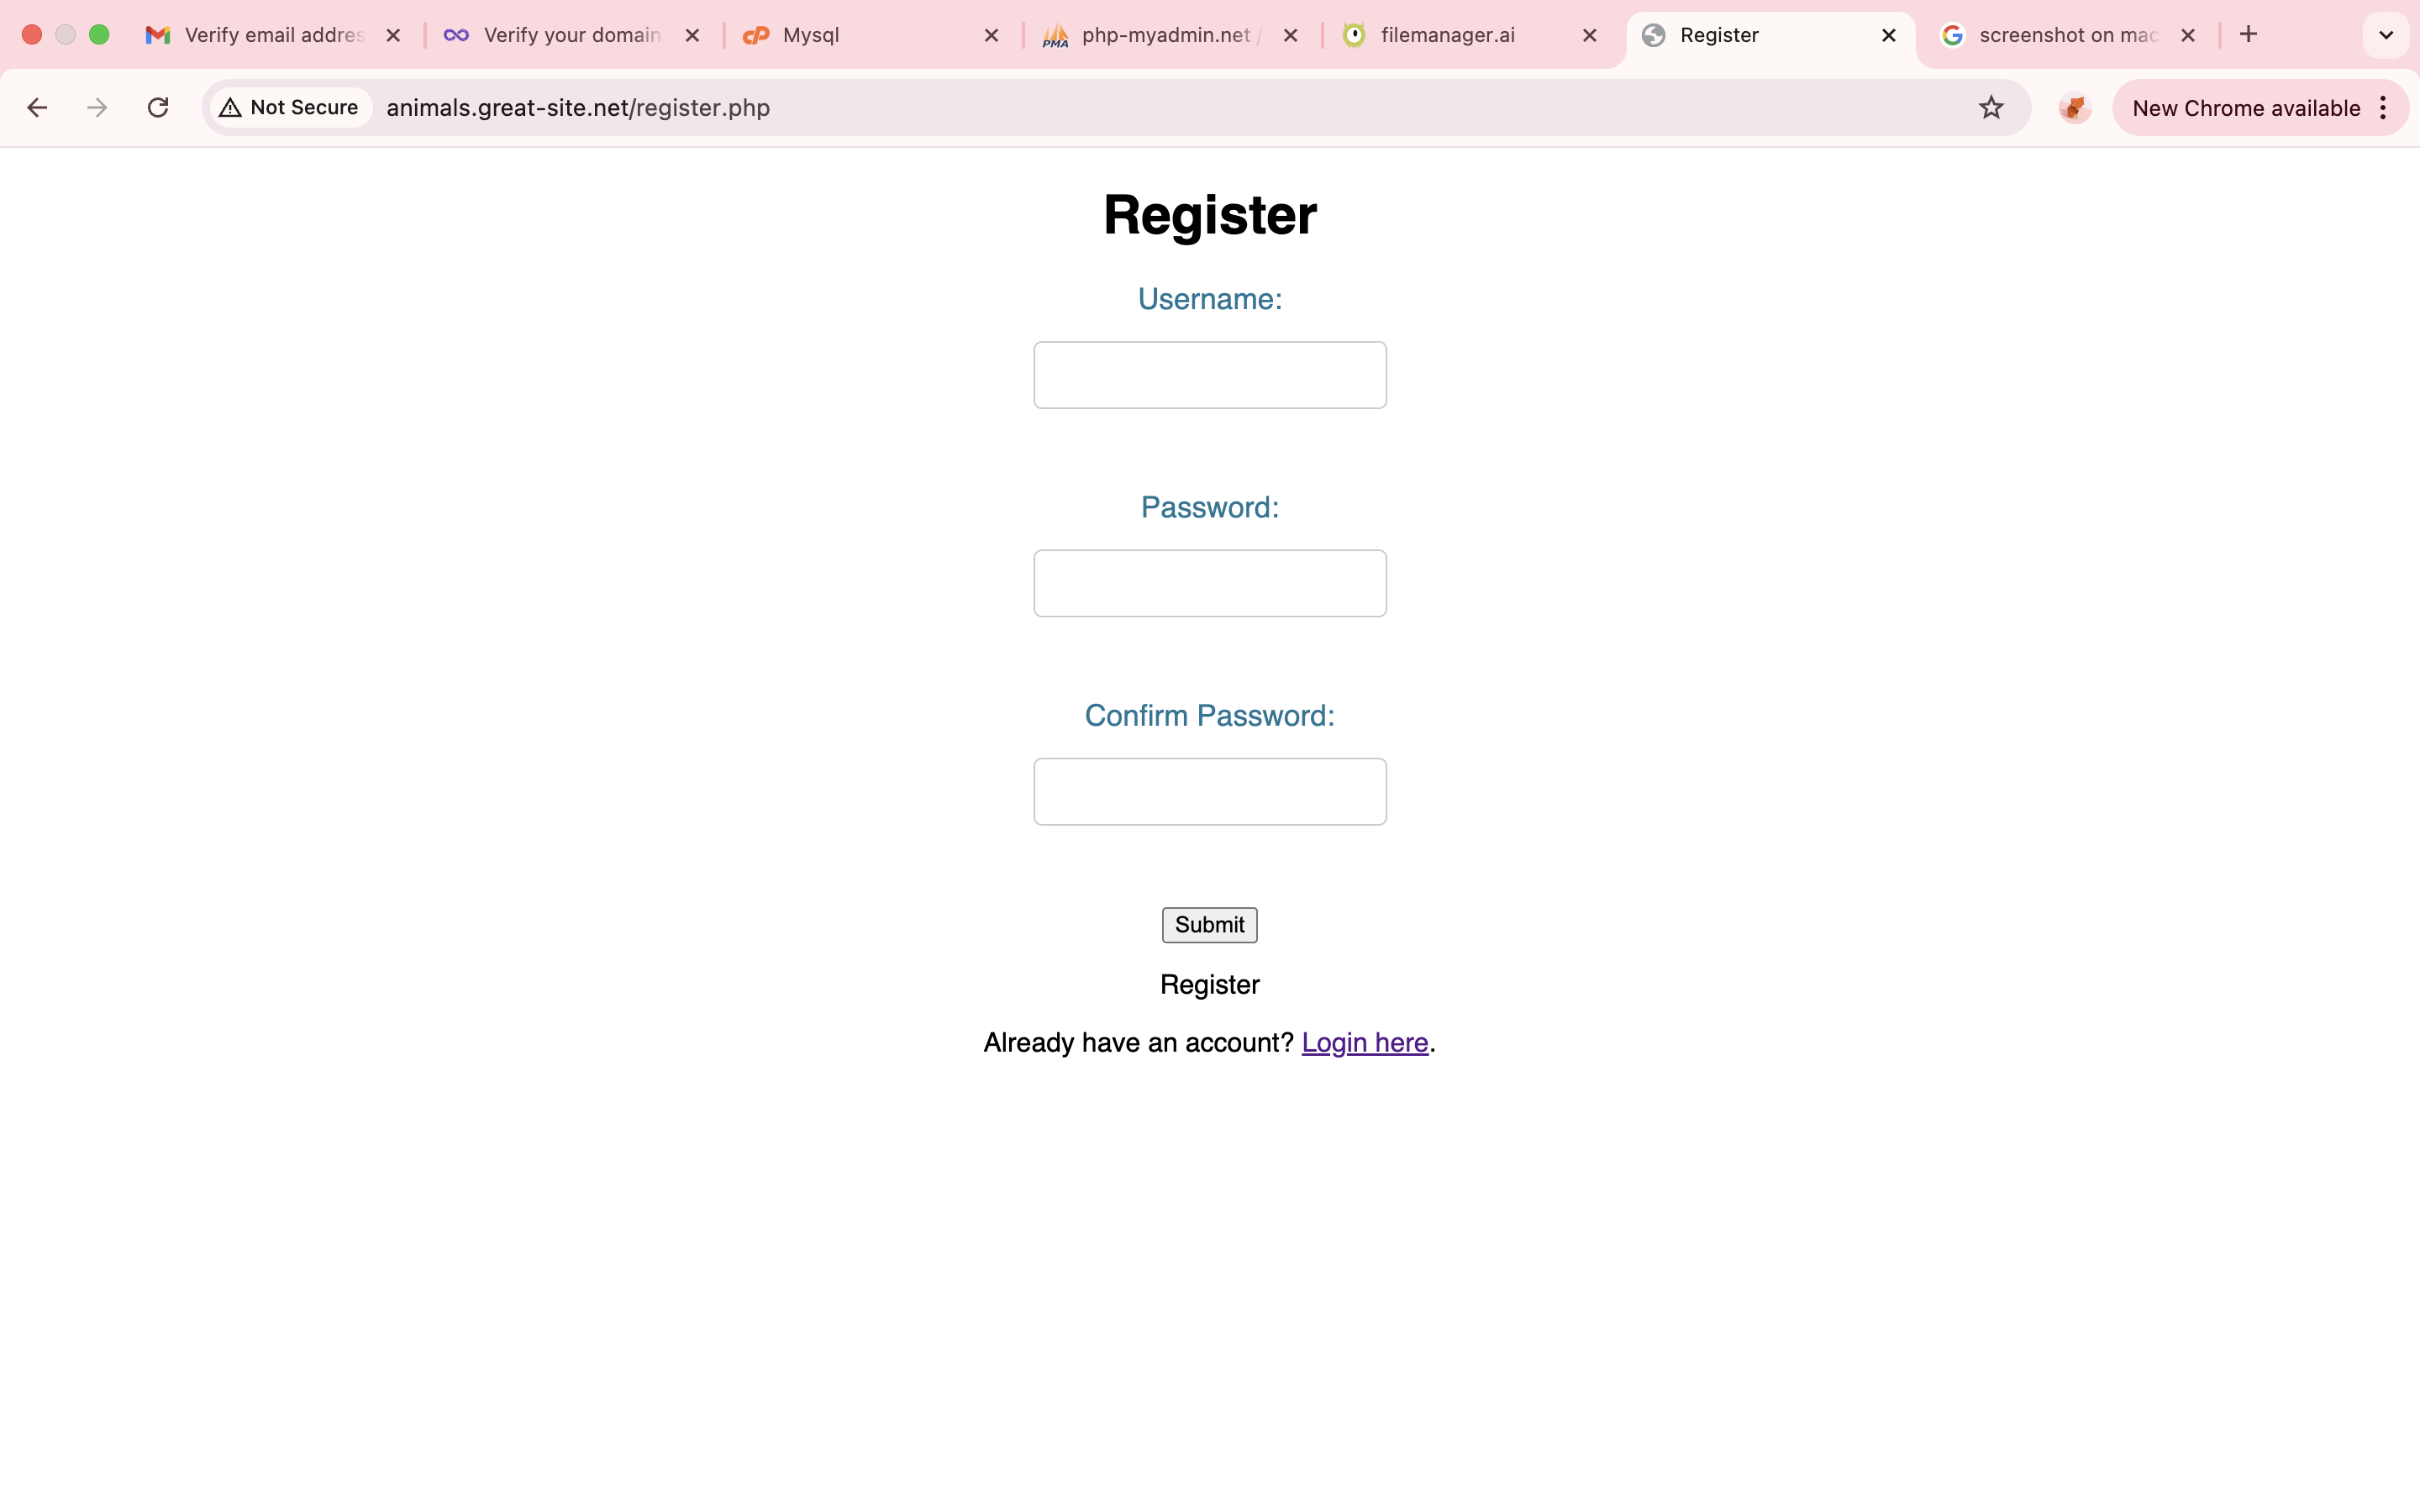 Verify email addres
Verify your domain
Mysql
PMA
php-myadmin.net /
filemanager.ai
Register
screenshot on mac
Not Secure
animals.great-site.net/register.php
New Chrome available
Register
Username:
Password:
Confirm Password:
Submit
Register
Already have an account? Login here.